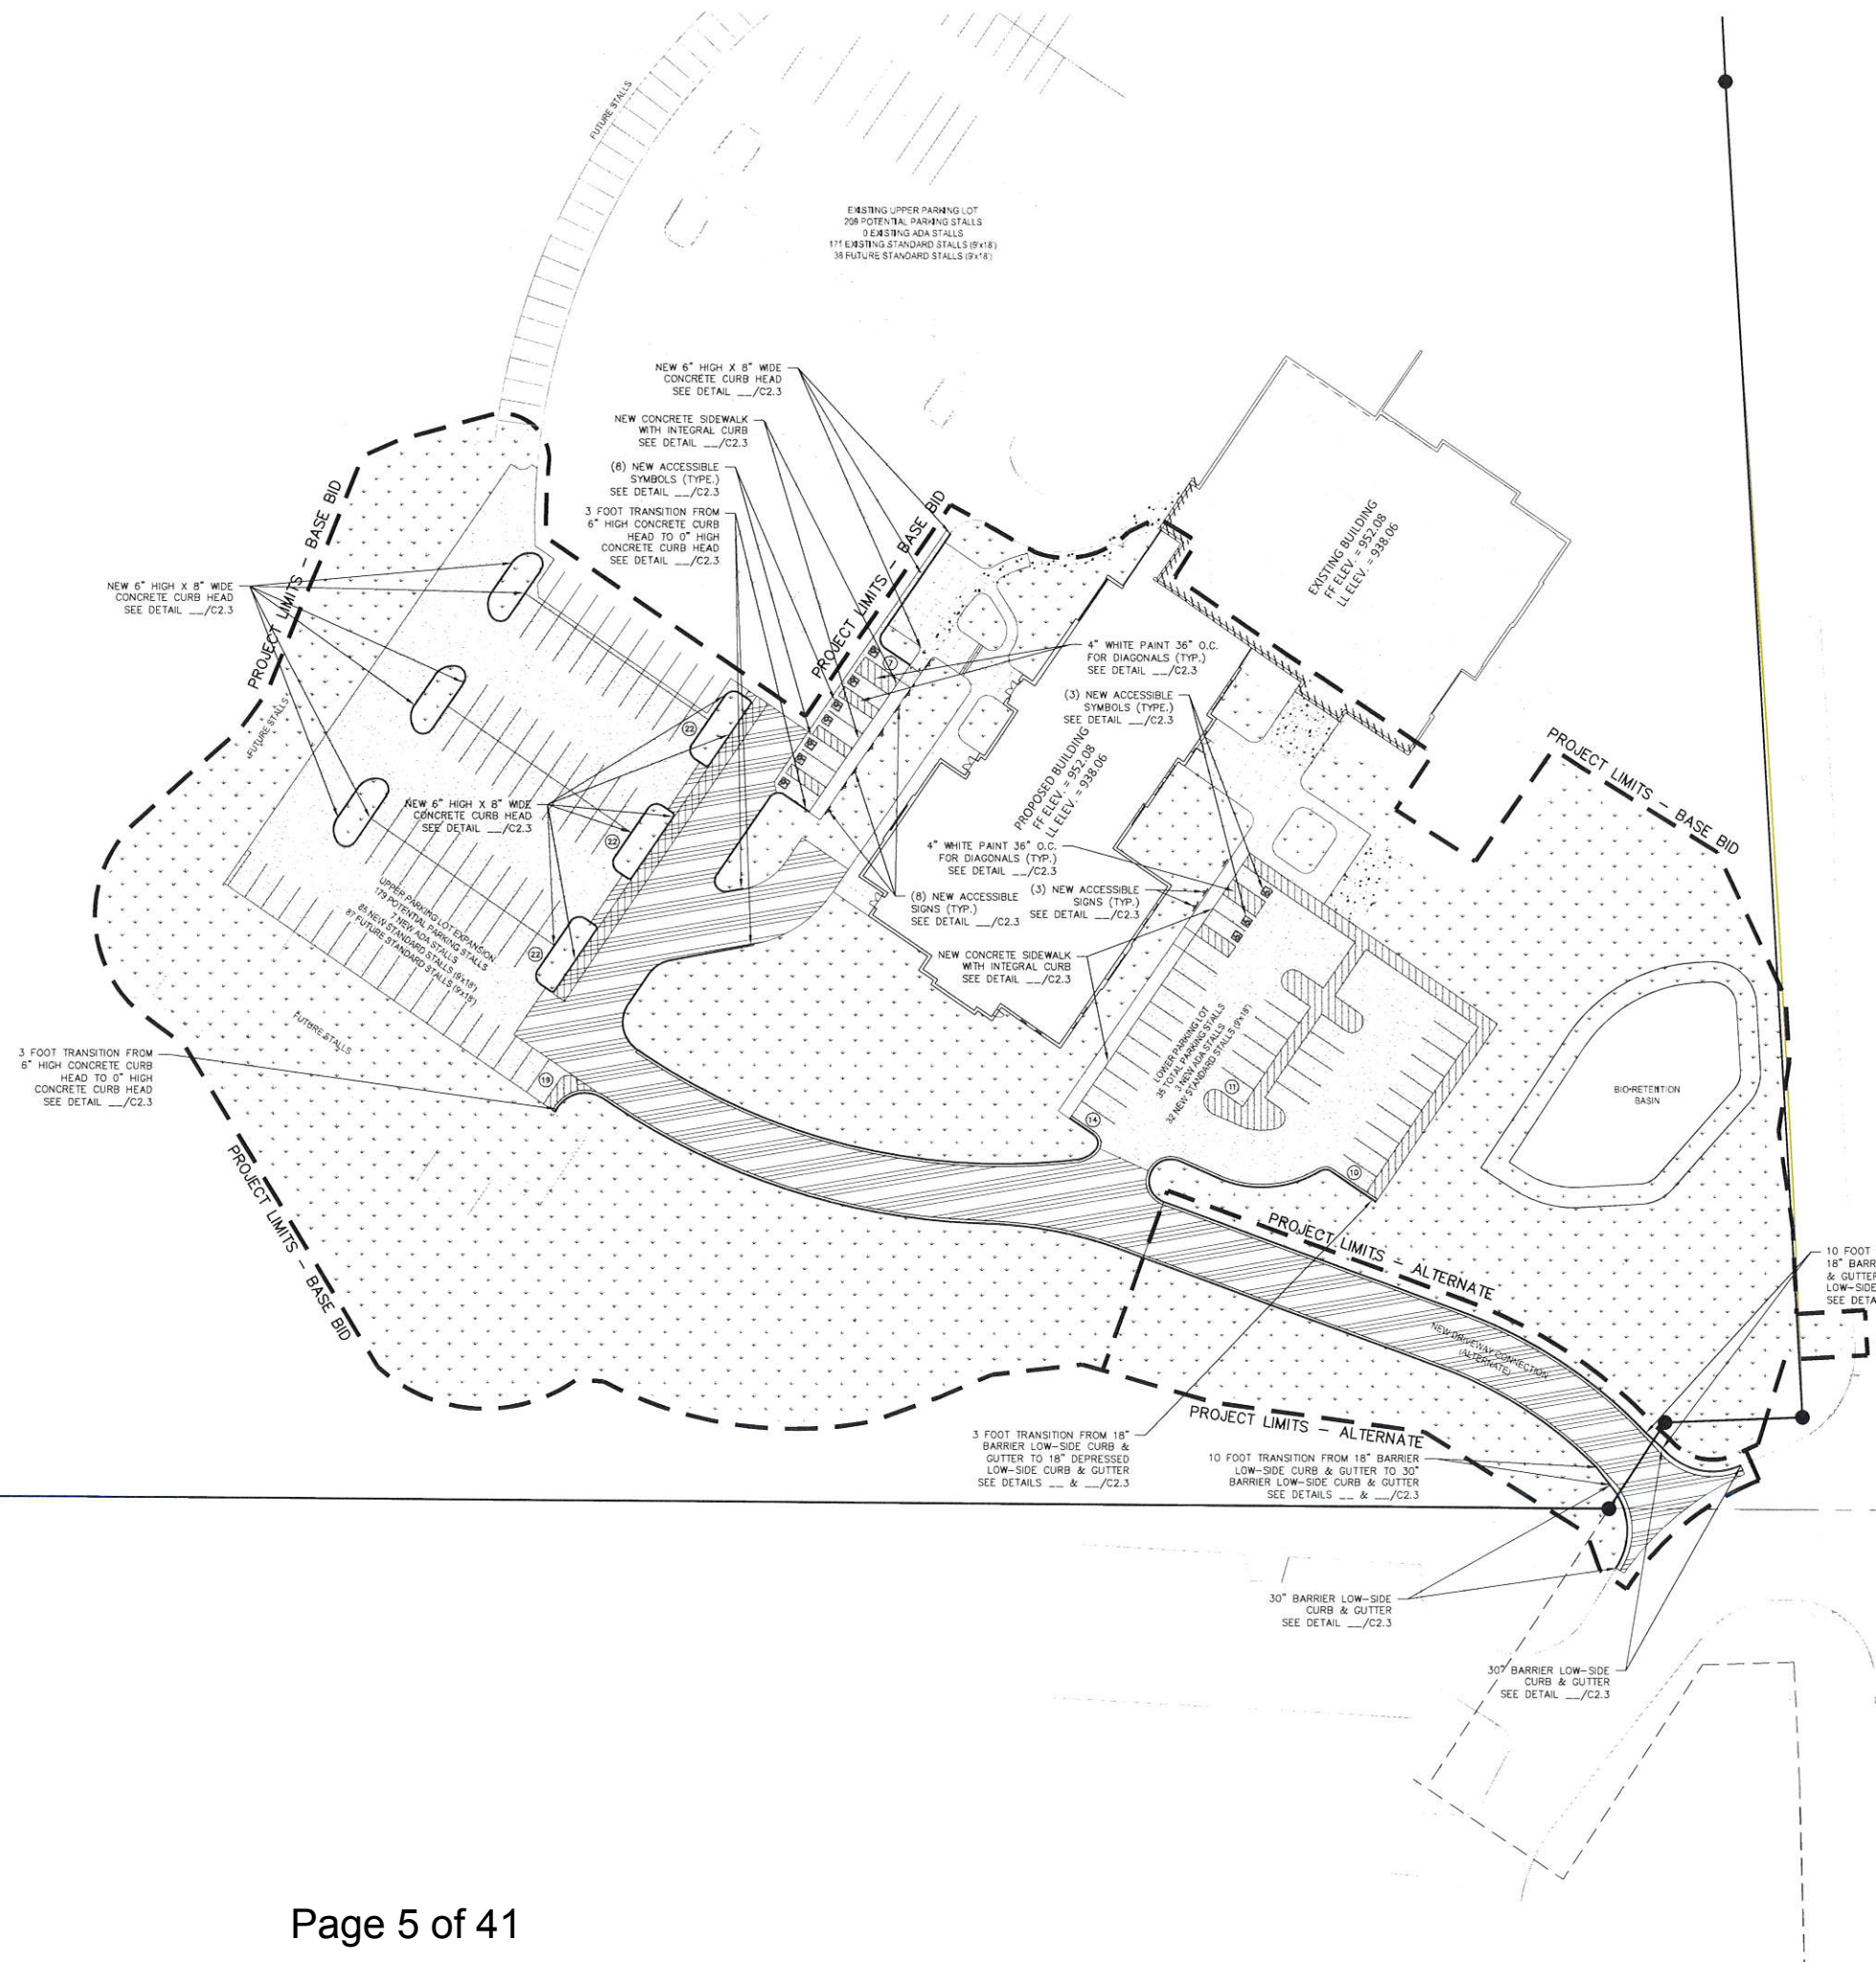 FUTURE STALLS
EXISTING UPPER PARKING LOT
209 POTENTIAL PARKING STALLS
0 EXISTING ADA STALLS
171 EXISTING STANDARD STALLS (9'x18')
38 FUTURE STANDARD STALLS (9'x18')
NEW 6" HIGH X 8" WIDE
CONCRETE CURB HEAD
SEE DETAIL __/C2.3
NEW CONCRETE SIDEWALK
WITH INTEGRAL CURB
SEE DETAIL __/C2.3
(8) NEW ACCESSIBLE
SYMBOLS (TYPE.)
SEE DETAIL __/C2.3
3 FOOT TRANSITION FROM
6" HIGH CONCRETE CURB
HEAD TO 0" HIGH
CONCRETE CURB HEAD
SEE DETAIL __/C2.3
PROJECT LIMITS - BASE BID
PROJECT LIMITS - BASE BID
EXISTING BUILDING
FF ELEV. = 952.08
LL ELEV. = 938.06
NEW 6" HIGH X 8" WIDE
CONCRETE CURB HEAD
SEE DETAIL __/C2.3
4" WHITE PAINT 36" O.C.
FOR DIAGONALS (TYP.)
SEE DETAIL __/C2.3
7
(3) NEW ACCESSIBLE
SYMBOLS (TYPE.)
SEE DETAIL __/C2.3
FUTURE STALLS
22
PROPOSED BUILDING
FF ELEV. = 952.08
LL ELEV. = 938.06
PROJECT LIMITS - BASE BID
NEW 6" HIGH X 8" WIDE
CONCRETE CURB HEAD
SEE DETAIL __/C2.3
22
4" WHITE PAINT 36" O.C.
FOR DIAGONALS (TYP.)
SEE DETAIL __/C2.3
(8) NEW ACCESSIBLE
SIGNS (TYP.)
SEE DETAIL __/C2.3
(3) NEW ACCESSIBLE
SIGNS (TYP.)
SEE DETAIL __/C2.3
UPPER PARKING LOT EXPANSION
179 POTENTIAL PARKING STALLS
7 NEW ADA STALLS
85 NEW STANDARD STALLS (9'x18')
87 FUTURE STANDARD STALLS (9'x18')
22
NEW CONCRETE SIDEWALK
WITH INTEGRAL CURB
SEE DETAIL __/C2.3
FUTURE STALLS
3 FOOT TRANSITION FROM
6" HIGH CONCRETE CURB
HEAD TO 0" HIGH
CONCRETE CURB HEAD
SEE DETAIL __/C2.3
19
LOWER PARKING LOT
35 TOTAL PARKING STALLS
3 NEW ADA STALLS
32 NEW STANDARD STALLS (9'x18')
11
14
10
BIO-RETENTION
BASIN
PROJECT LIMITS - BASE BID
PROJECT LIMITS - ALTERNATE
10 FOOT
18" BARR
& GUTTER
LOW-SIDE
SEE DETA
NEW DRIVEWAY CONNECTION
(ALTERNATE)
PROJECT LIMITS - ALTERNATE
3 FOOT TRANSITION FROM 18"
BARRIER LOW-SIDE CURB &
GUTTER TO 18" DEPRESSED
LOW-SIDE CURB & GUTTER
SEE DETAILS __ & __/C2.3
10 FOOT TRANSITION FROM 18" BARRIER
LOW-SIDE CURB & GUTTER TO 30"
BARRIER LOW-SIDE CURB & GUTTER
SEE DETAILS __ & __/C2.3
30" BARRIER LOW-SIDE
CURB & GUTTER
SEE DETAIL __/C2.3
30" BARRIER LOW-SIDE
CURB & GUTTER
SEE DETAIL __/C2.3
Page 5 of 41